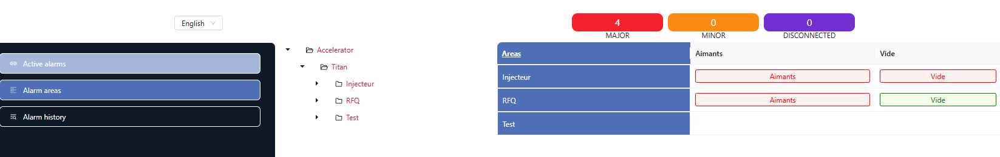 English
Active alarms
Alarm areas
Alarm history
Accelerator
Titan
Injecteur
RFQ
Test
4 0 0
MAJOR MINOR DISCONNECTED
Areas Aimants Vide
Injecteur Aimants Vide
RFQ Aimants Vide
Test